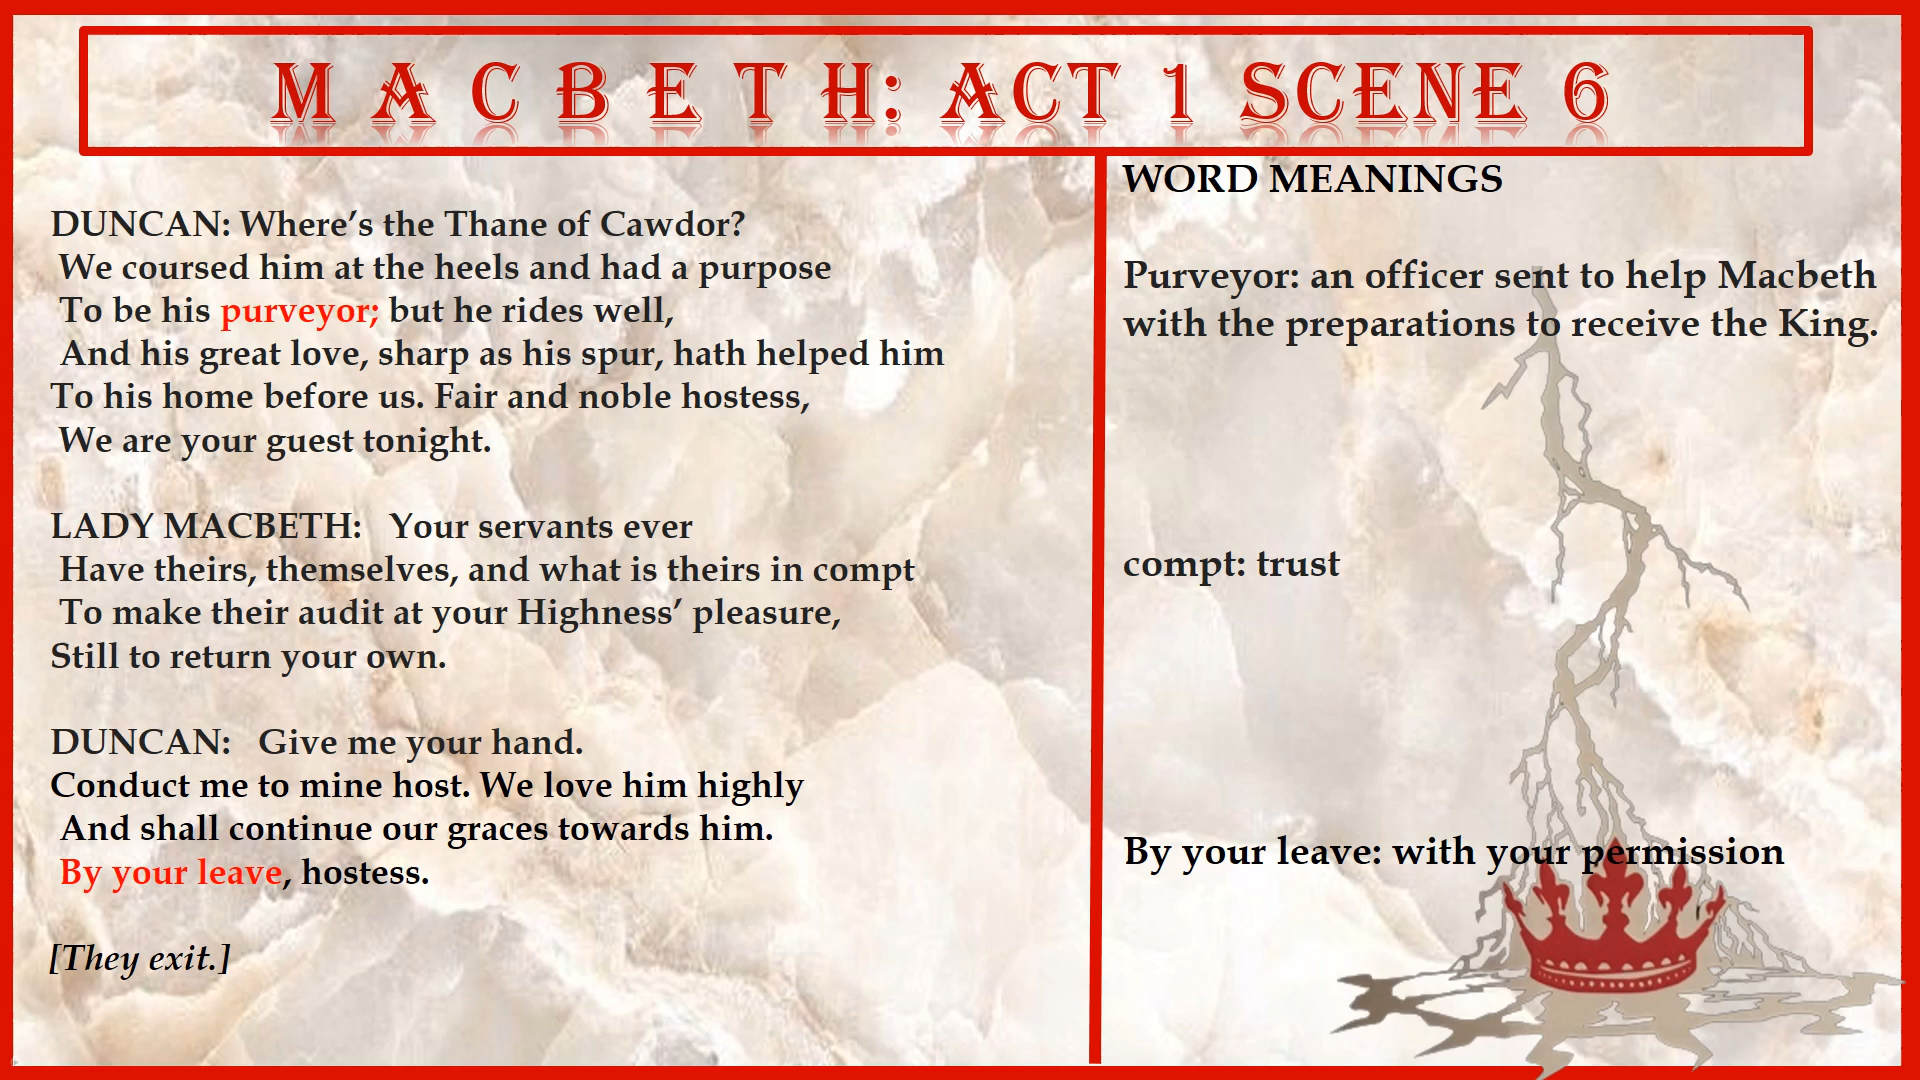 M A C B E T H: ACT 1 SCENE 6
DUNCAN: Where’s the Thane of Cawdor?
We coursed him at the heels and had a purpose
To be his purveyor; but he rides well,
And his great love, sharp as his spur, hath helped him
To his home before us. Fair and noble hostess,
We are your guest tonight.
LADY MACBETH: Your servants ever
Have theirs, themselves, and what is theirs in compt
To make their audit at your Highness’ pleasure,
Still to return your own.
DUNCAN: Give me your hand.
Conduct me to mine host. We love him highly
And shall continue our graces towards him.
By your leave, hostess.
[They exit.]
WORD MEANINGS
Purveyor: an officer sent to help Macbeth
with the preparations to receive the King.
compt: trust
By your leave: with your permission